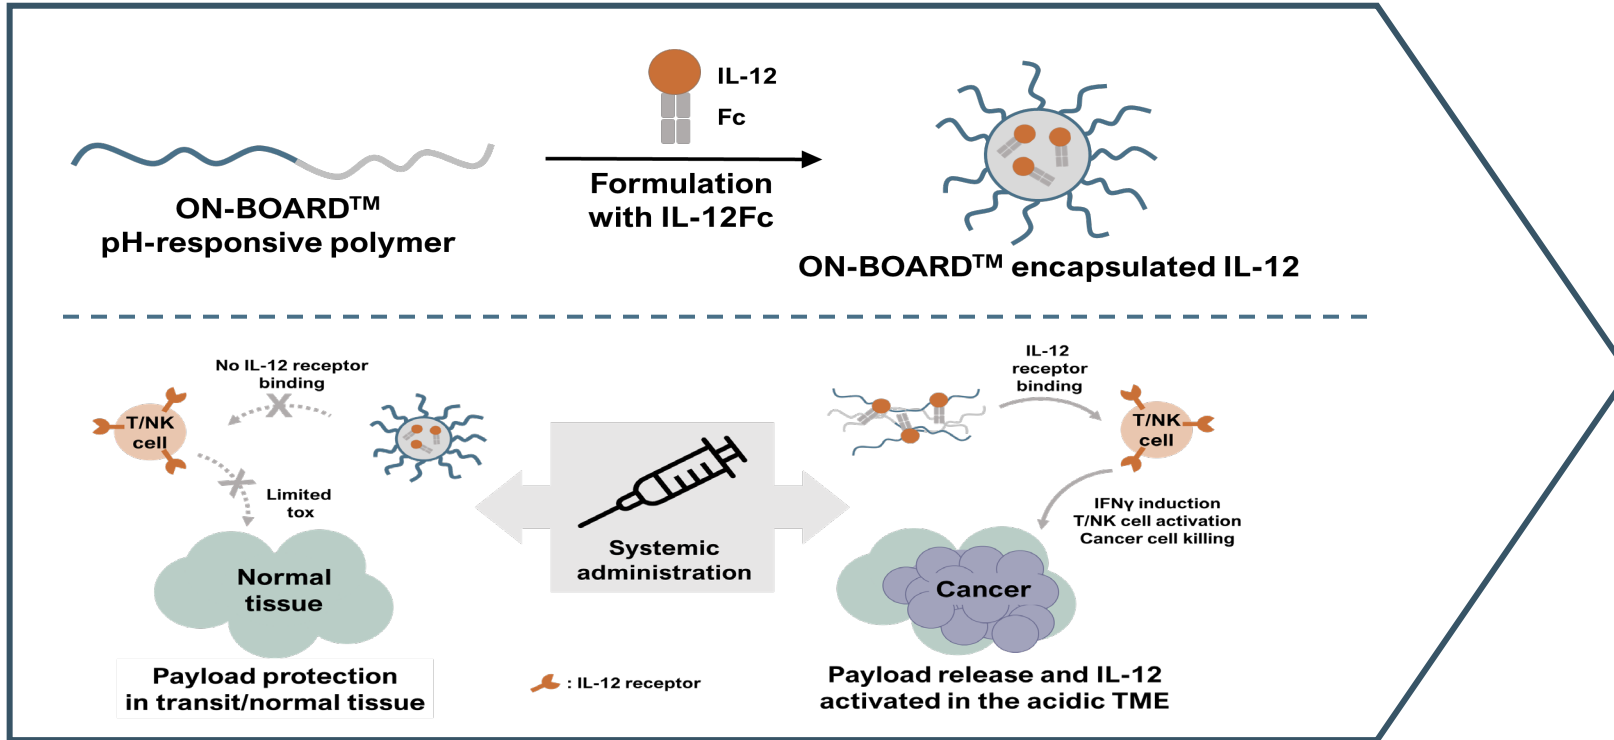 IL-12
Fc
ON-BOARD™
pH-responsive polymer
Formulation
with IL-12Fc
ON-BOARD™ encapsulated IL-12
No IL-12 receptor
binding
T/NK
cell
Limited
tox
Normal
tissue
Payload protection
in transit/normal tissue
Systemic
administration
: IL-12 receptor
IL-12
receptor
binding
T/NK
cell
IFNγ induction
T/NK cell activation
Cancer cell killing
Cancer
Payload release and IL-12
activated in the acidic TME